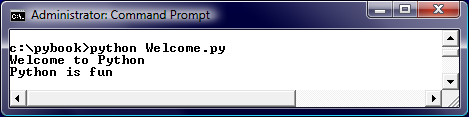 Administrator: Command Prompt
c:\pybook>python Welcome.py
Welcome to Python
Python is fun